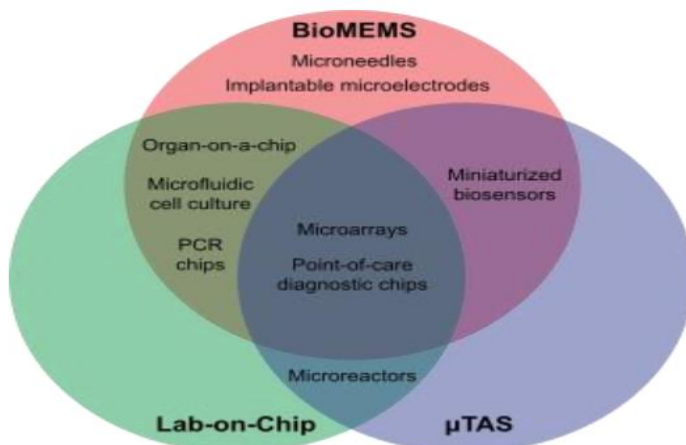 BioMEMS
Microneedles
Implantable microelectrodes
Organ-on-a-chip
Microfluidic
cell culture
PCR
chips
Miniaturized
biosensors
Microarrays
Point-of-care
diagnostic chips
Microreactors
Lab-on-Chip
µTAS